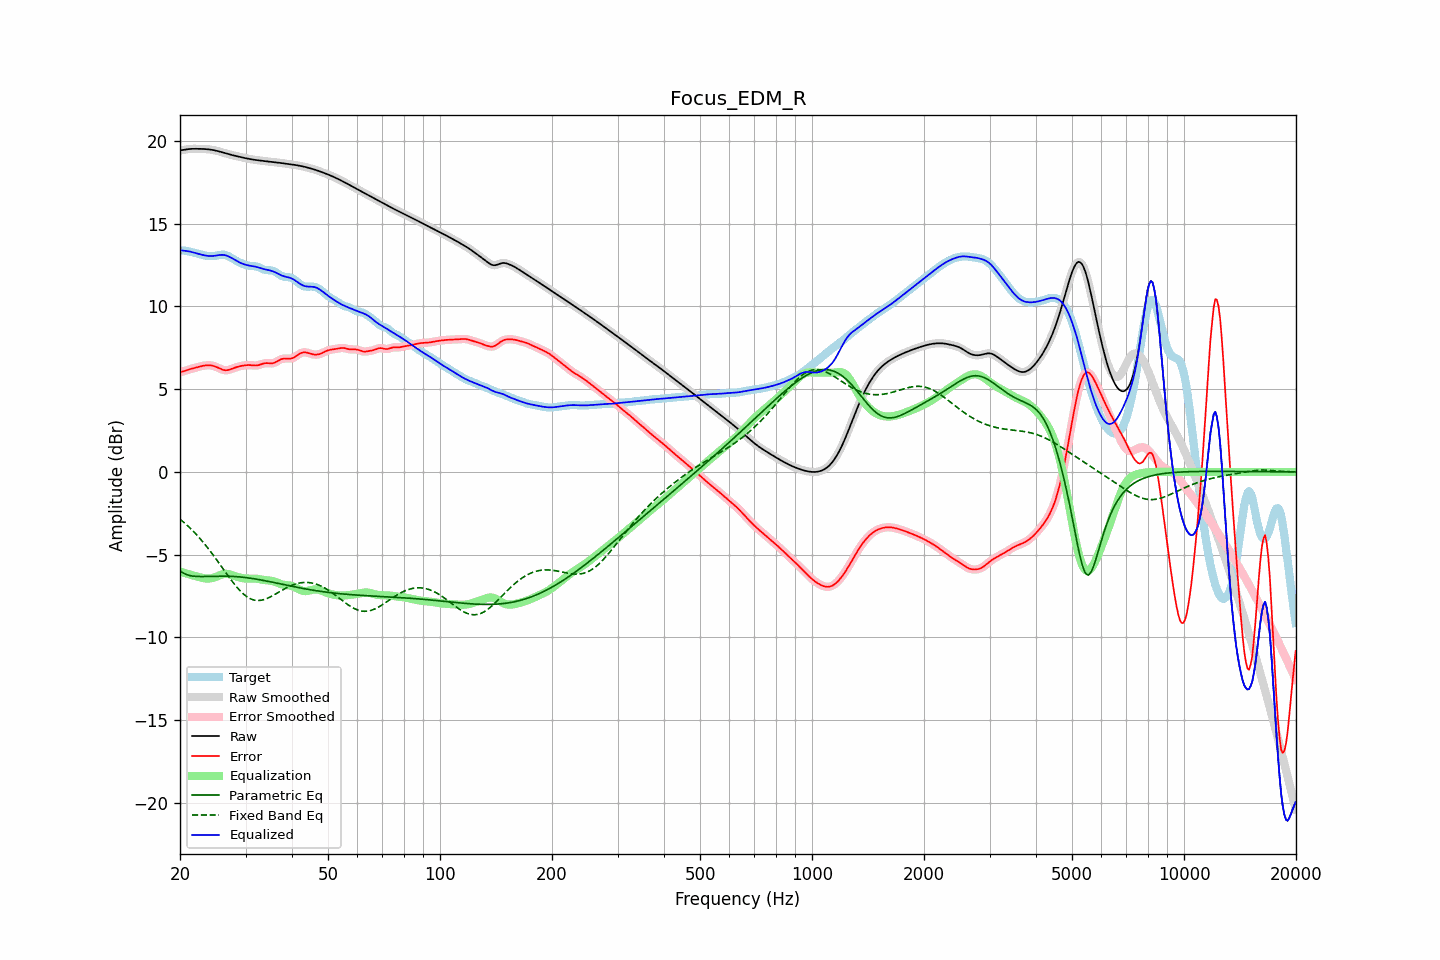 Focus_EDM_R
Amplitude (dBr)
20
15
10
5
0
−5
−10
−15
−20
Target
Raw Smoothed
Error Smoothed
Raw
Error
Equalization
Parametric Eq
Fixed Band Eq
Equalized
20 50 100 200 500 1000 2000 5000 10000 20000
Frequency (Hz)